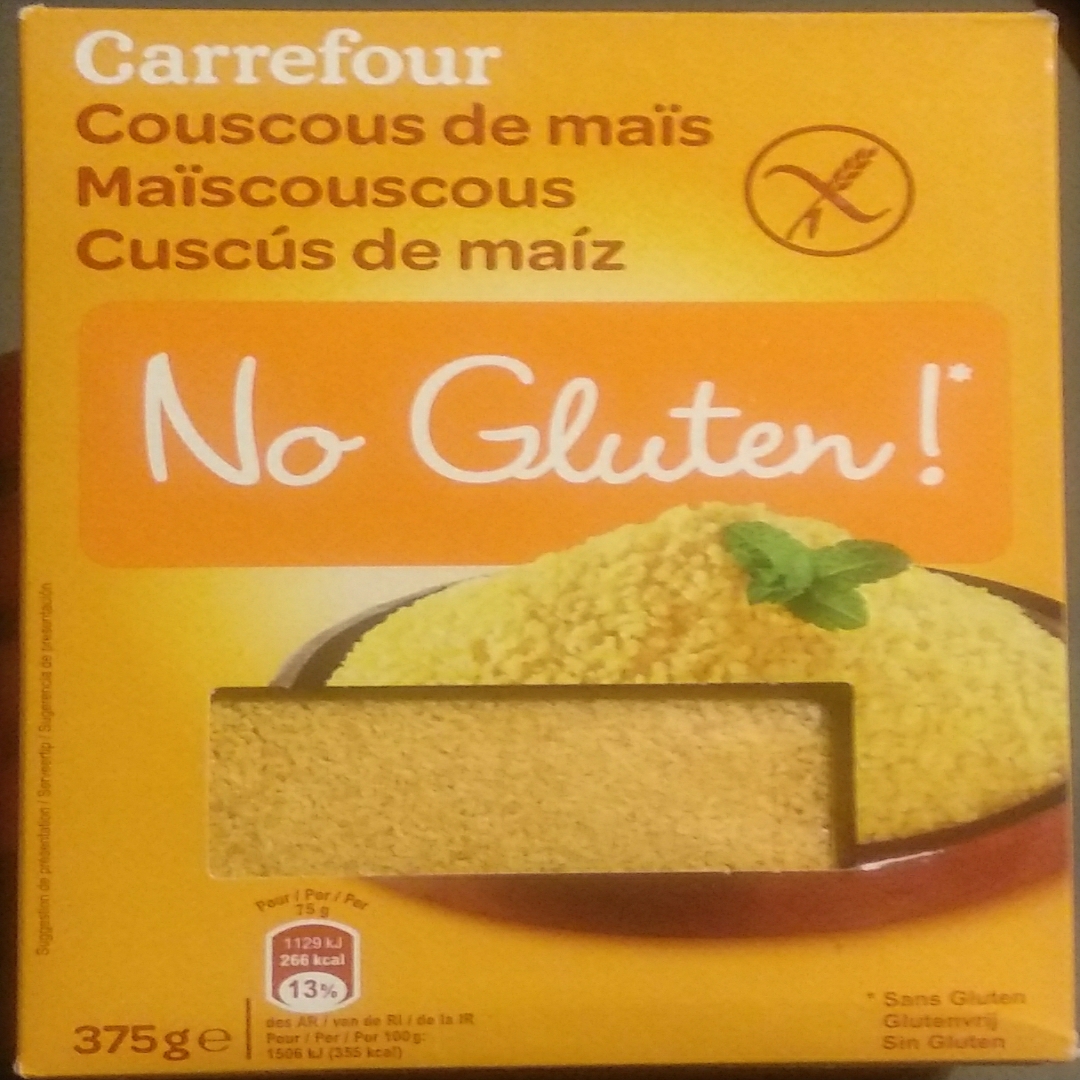 Carrefour
Couscous de maïs
Maïscouscous
Cuscús de maíz
No Gluten!*
Suggestion de présentation / Serveertip / Sugerencia de presentación
Pour / Per / Por
75 g
1129 kJ
266 kcal
13%
des AR / van de RI / de la IR
Pour / Per / Por 100g:
1506 kJ (355 kcal)
375g e
* Sans Gluten
Glutenvrij
Sin Gluten